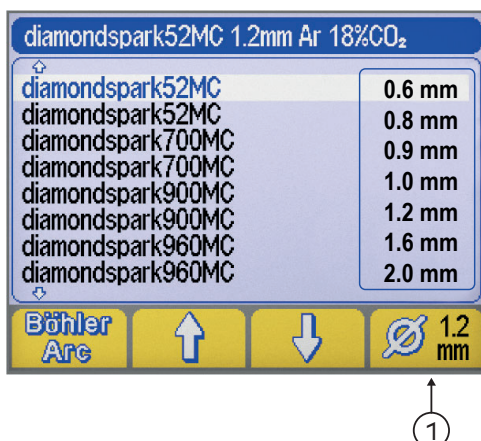 diamondspark52MC 1.2mm Ar 18%CO₂
diamondspark52MC 0.6 mm
diamondspark52MC 0.8 mm
diamondspark700MC 0.9 mm
diamondspark700MC 1.0 mm
diamondspark900MC 1.2 mm
diamondspark900MC 1.6 mm
diamondspark960MC 2.0 mm
diamondspark960MC
Böhler
Arc
Ø 1.2
mm
1